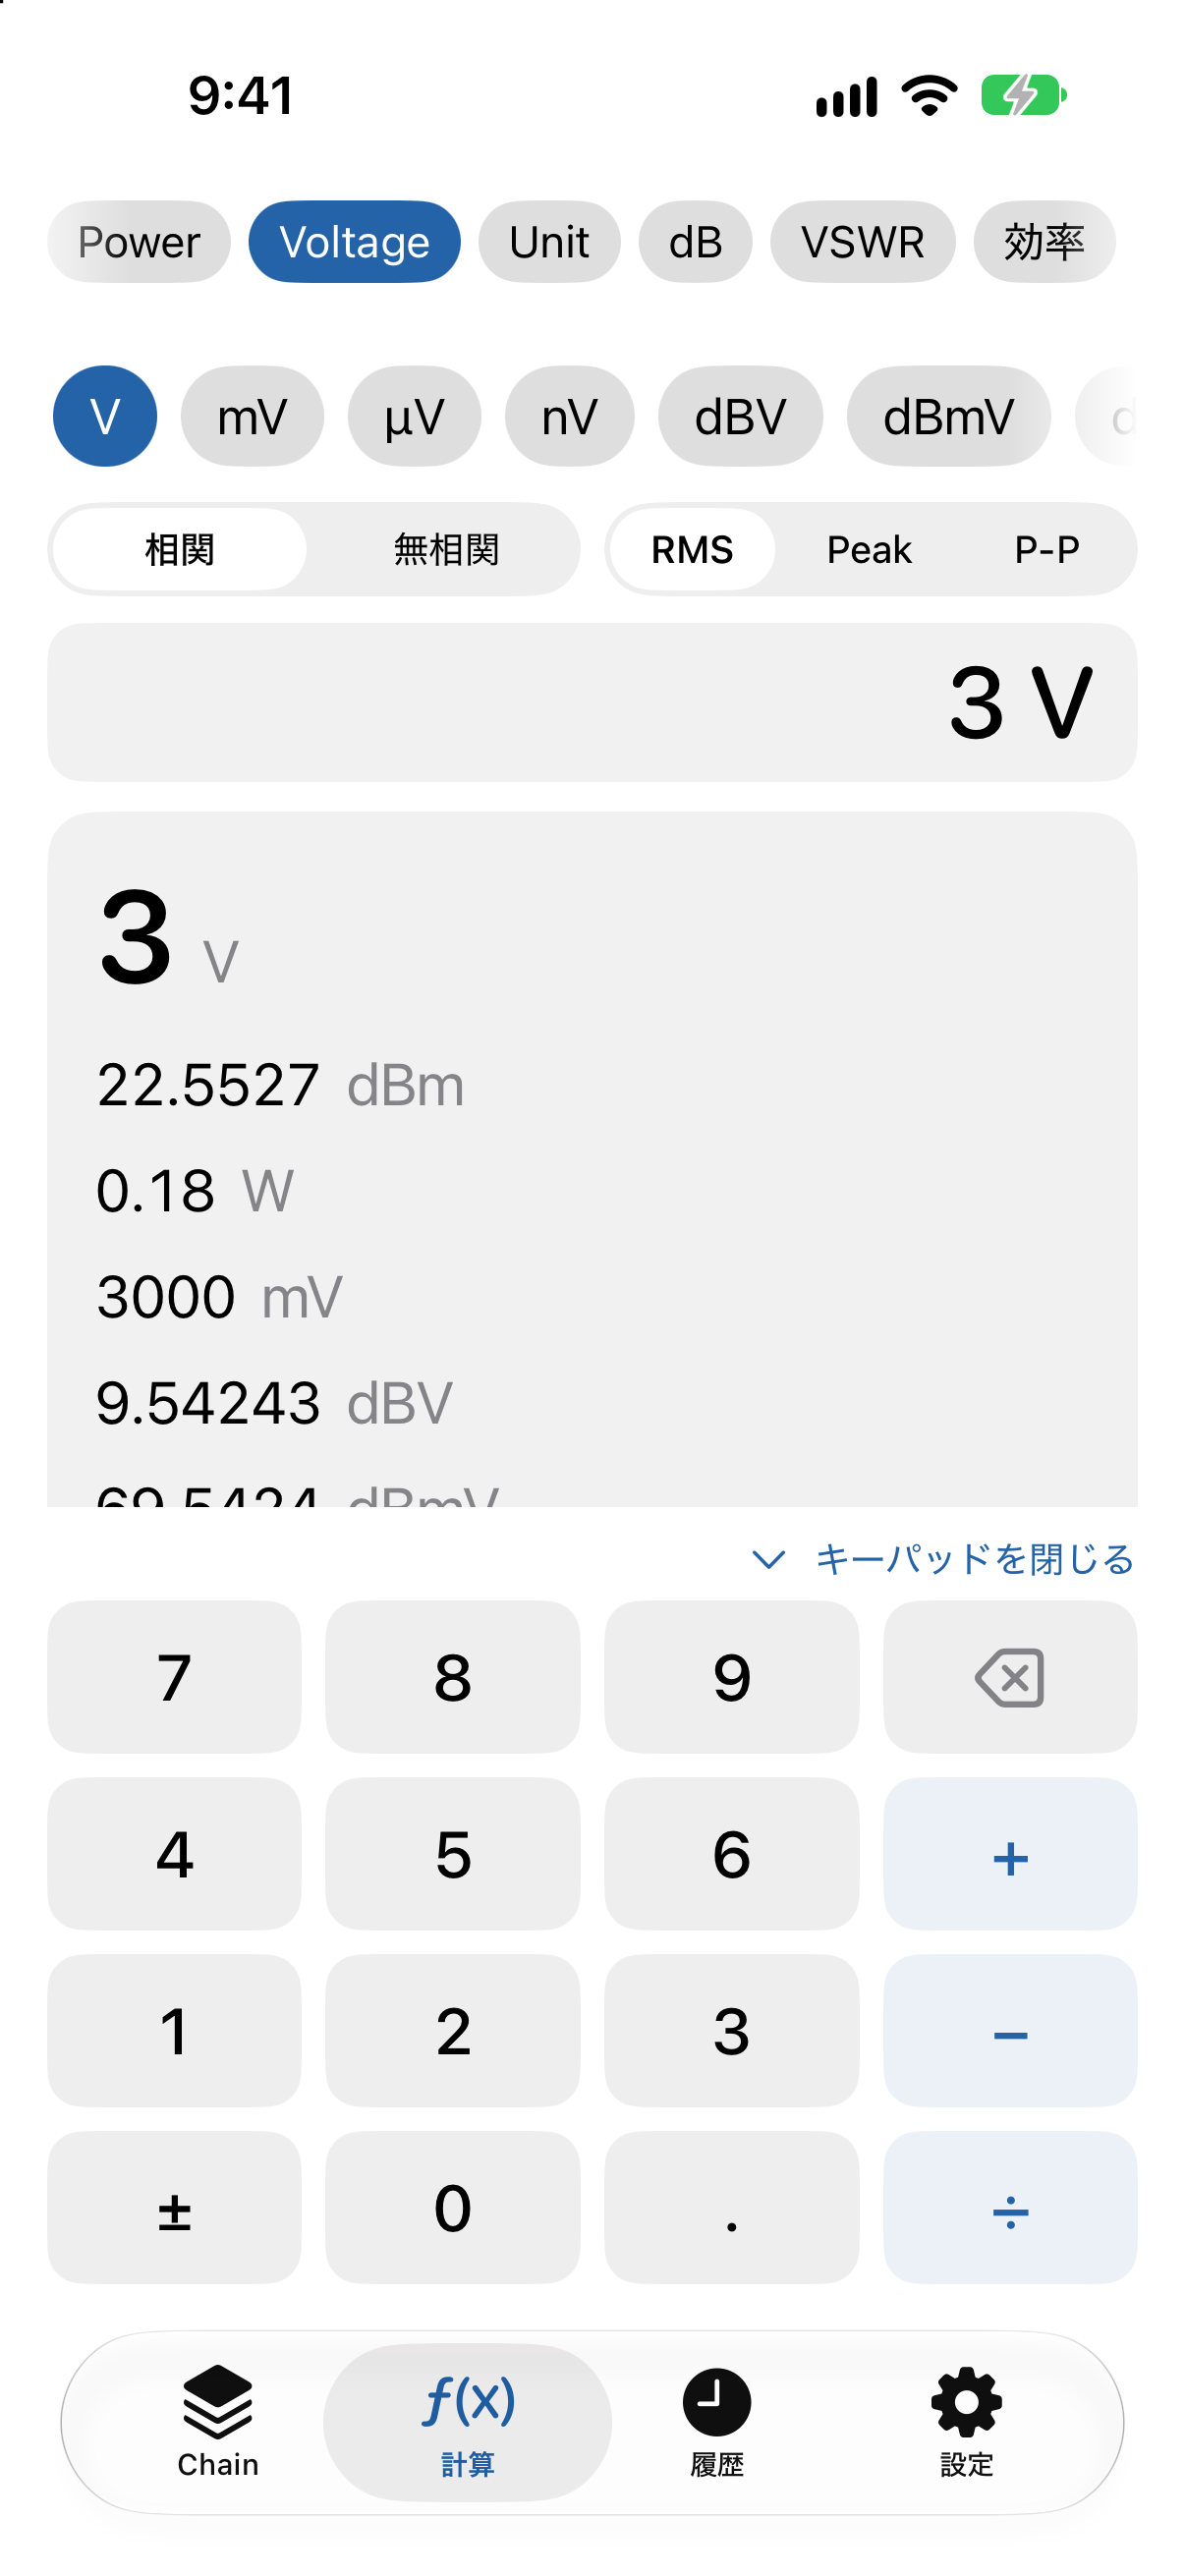 9:41
Power Voltage Unit dB VSWR 効率
V mV µV nV dBV dBmV d
相関 無相関 RMS Peak P-P
3 V
3 V
22.5527 dBm
0.18 W
3000 mV
9.54243 dBV
69.5424 dBmV
キーパッドを閉じる
7 8 9
4 5 6 +
1 2 3 −
± 0 . ÷
f(x)
Chain 計算 履歴 設定